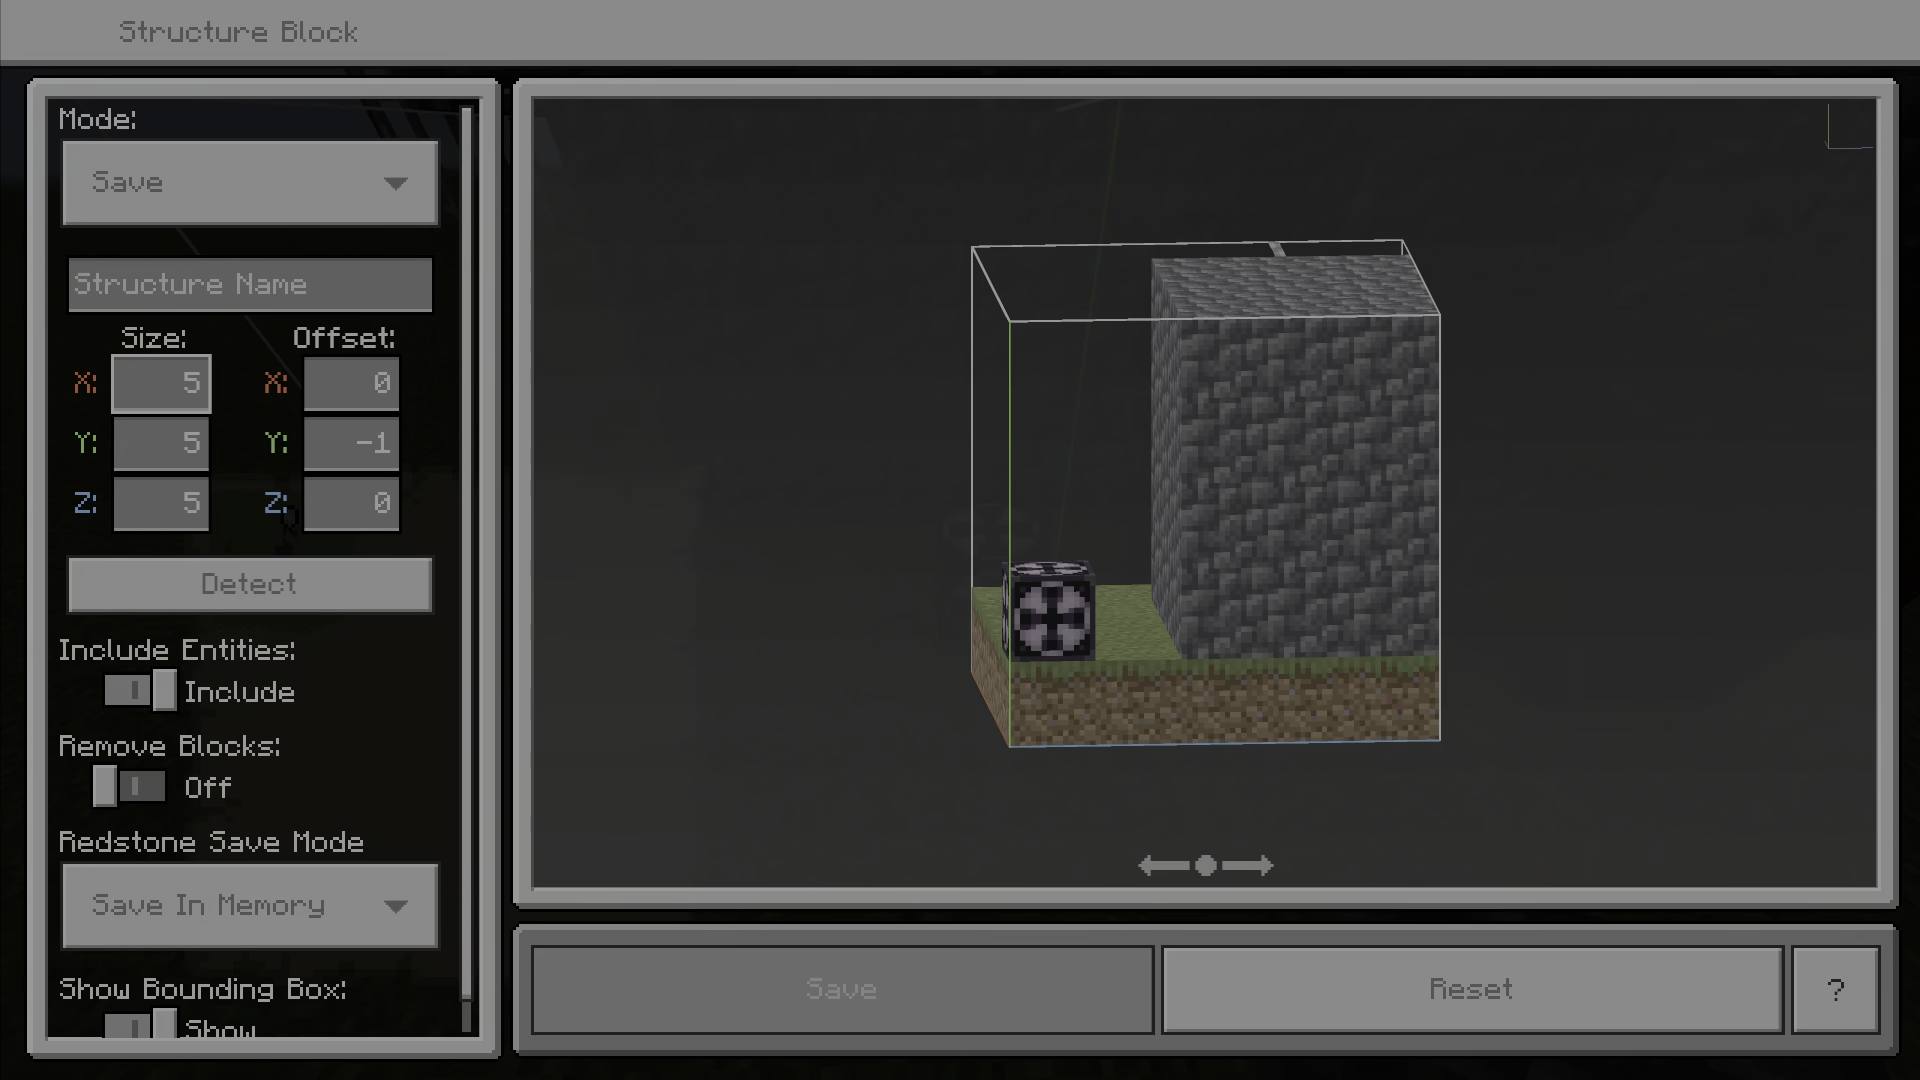 Structure Block
Mode:
Save
Structure Name
Size: Offset:
X: 5 X: 0
Y: 5 Y: -1
Z: 5 Z: 0
Detect
Include Entities:
Include
Remove Blocks:
Off
Redstone Save Mode
Save In Memory
Show Bounding Box:
Show
Save Reset ?